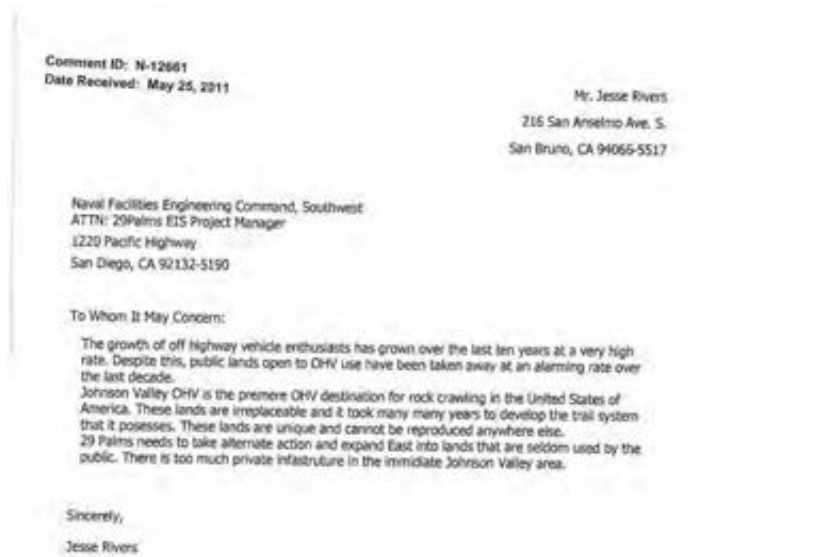 Comment ID: N-12661
Date Received: May 25, 2011
Mr. Jesse Rivers
216 San Anselmo Ave. S.
San Bruno, CA 94066-5517
Naval Facilities Engineering Command, Southwest
ATTN: 29Palms EIS Project Manager
1220 Pacific Highway
San Diego, CA 92132-5190
To Whom It May Concern:
The growth of off highway vehicle enthusiasts has grown over the last ten years at a very high
rate. Despite this, public lands open to OHV use have been taken away at an alarming rate over
the last decade.
Johnson Valley OHV is the premere OHV destination for rock crawling in the United States of
America. These lands are irreplaceable and it took many many years to develop the trail system
that it posesses. These lands are unique and cannot be reproduced anywhere else.
29 Palms needs to take alternate action and expand East into lands that are seldom used by the
public. There is too much private infastruture in the immidiate Johnson Valley area.
Sincerely,
Jesse Rivers